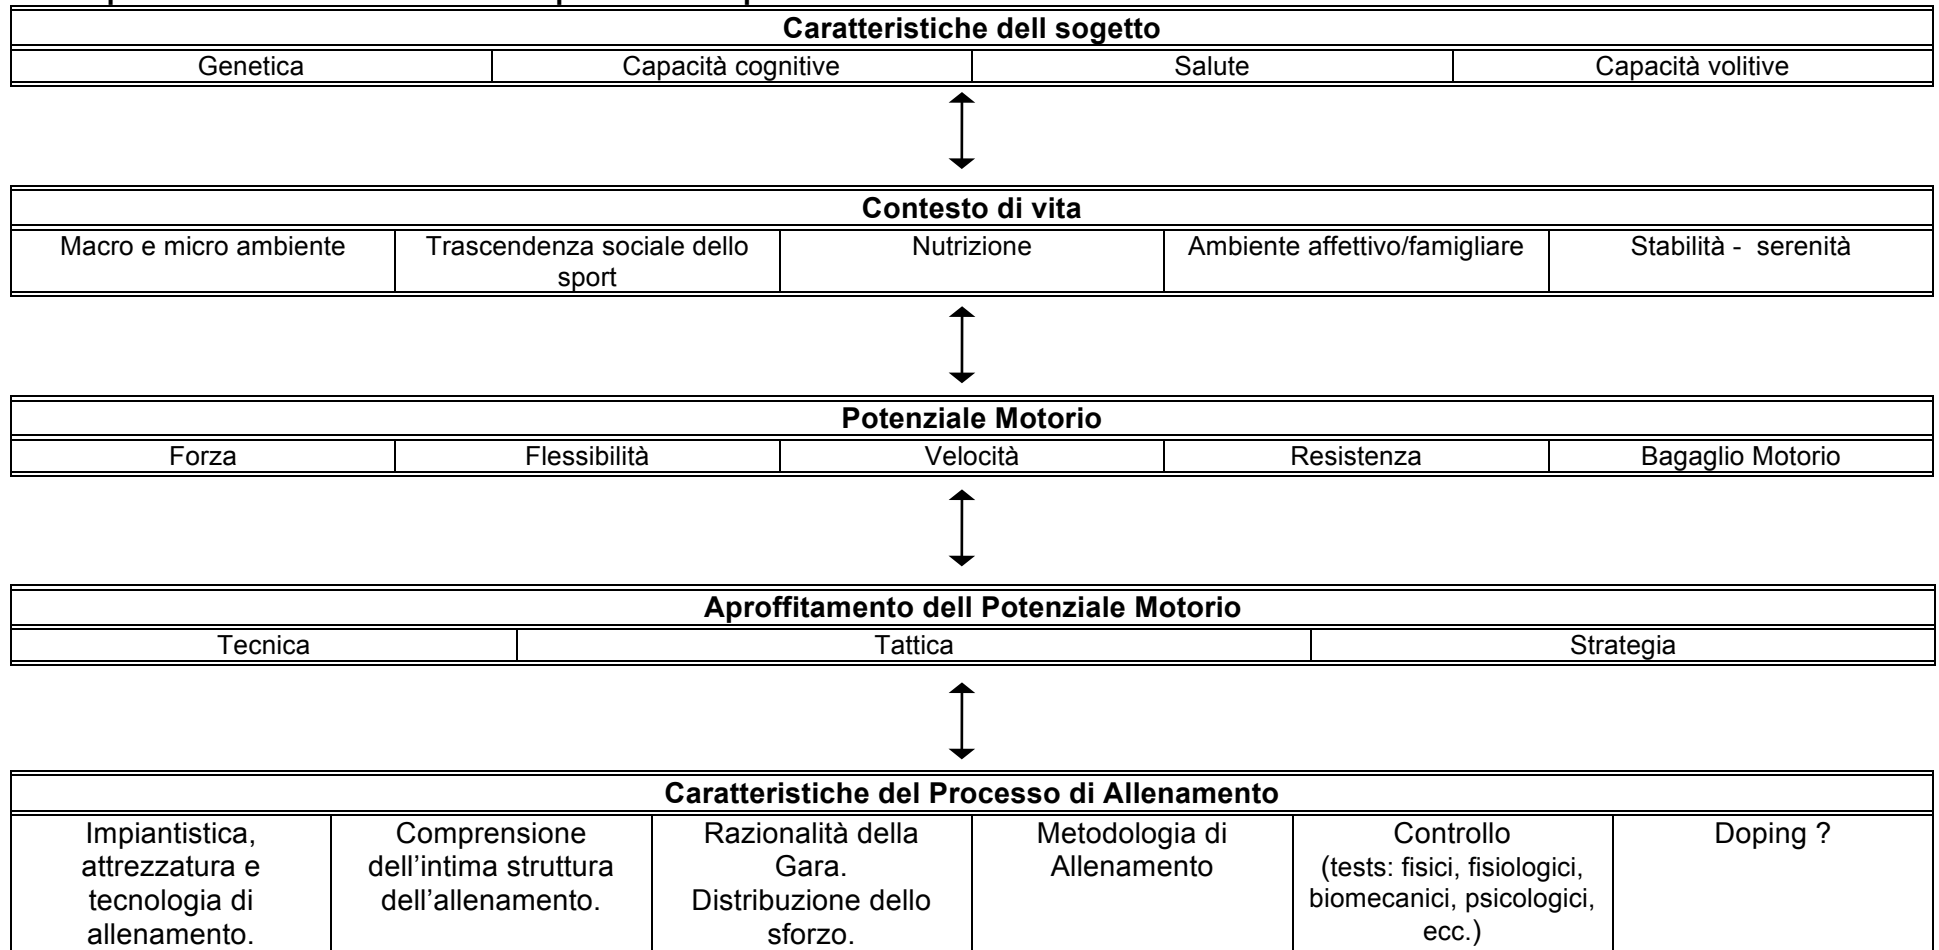 Caratteristiche dell sogetto
Genetica
Capacità cognitive
Salute
Capacità volitive
Contesto di vita
Macro e micro ambiente
Trascendenza sociale dello
sport
Nutrizione
Ambiente affettivo/famigliare
Stabilità - serenità
Potenziale Motorio
Forza
Flessibilità
Velocità
Resistenza
Bagaglio Motorio
Aproffitamento dell Potenziale Motorio
Tecnica
Tattica
Strategia
Caratteristiche del Processo di Allenamento
Impiantistica,
attrezzatura e
tecnologia di
allenamento.
Comprensione
dell’intima struttura
dell’allenamento.
Razionalità della
Gara.
Distribuzione dello
sforzo.
Metodologia di
Allenamento
Controllo
(tests: fisici, fisiologici,
biomecanici, psicologici,
ecc.)
Doping ?